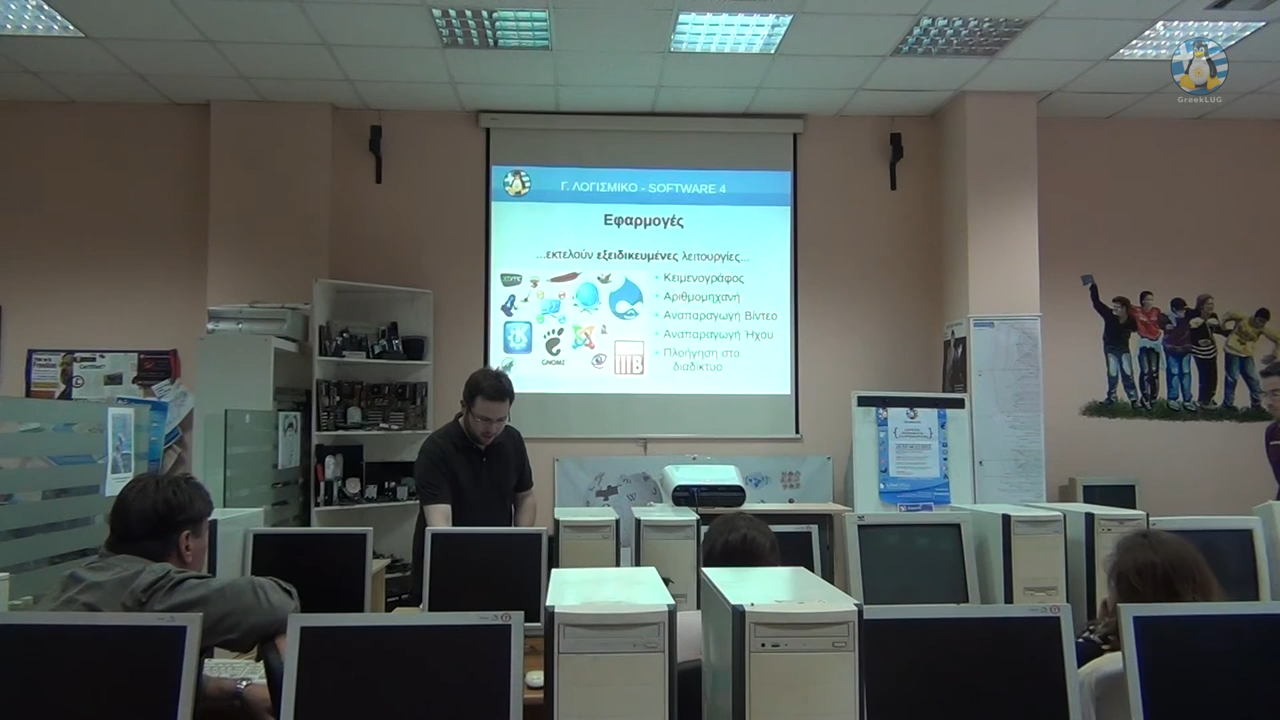 GreekLUG
Γ. ΛΟΓΙΣΜΙΚΟ - SOFTWARE 4
Εφαρμογές
...εκτελούν εξειδικευμένες λειτουργίες...
Κειμενογράφος
Αριθμομηχανή
Αναπαραγωγή Βίντεο
Αναπαραγωγή Ήχου
Πλοήγηση στο
διαδίκτυο
GNOME